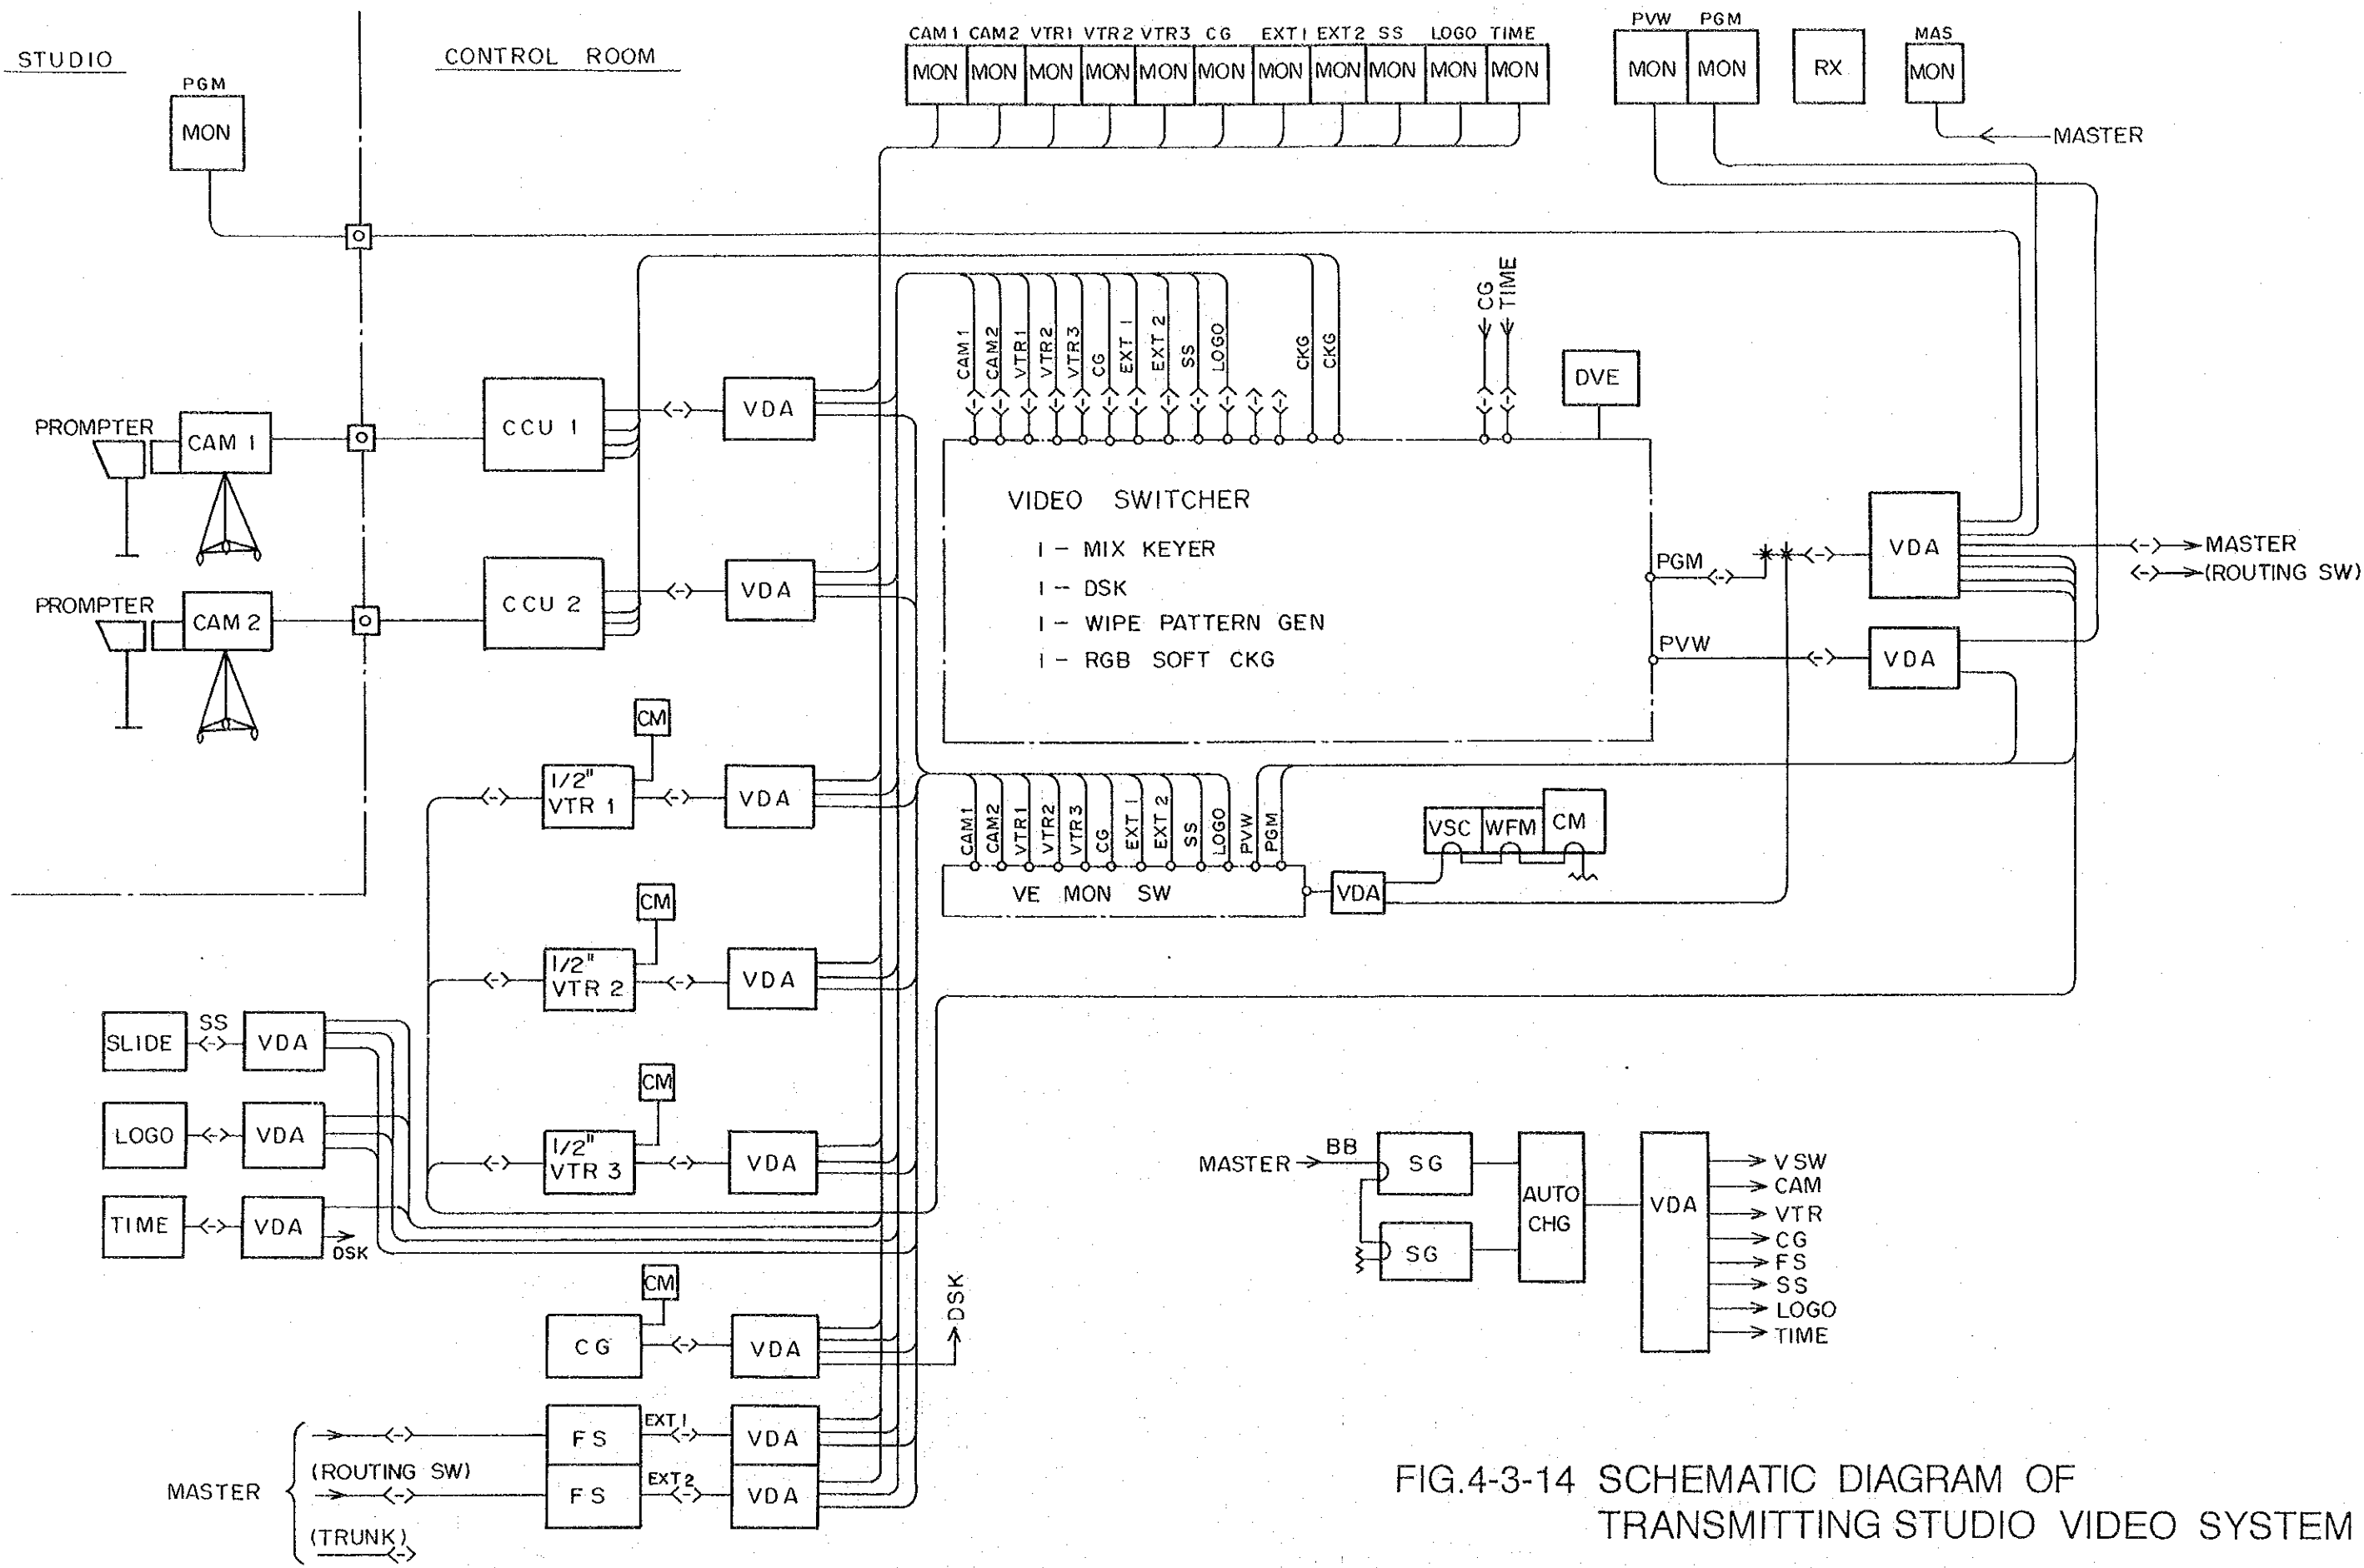 STUDIO
CONTROL ROOM
PGM
MON
CAM 1 CAM2 VTR1 VTR2 VTR3 CG EXT1 EXT2 SS LOGO TIME
MON MON MON MON MON MON MON MON MON MON MON
PVW PGM
MON MON
RX
MAS
MON
MASTER
CAM1
CAM2
VTR1
VTR2
VTR3
CG
EXT 1
EXT 2
SS
LOGO
CKG
CKG
CG
TIME
DVE
PROMPTER
CAM 1
CCU 1
VDA
PROMPTER
CAM 2
CCU 2
VDA
VIDEO SWITCHER
1 - MIX KEYER
1 - DSK
1 - WIPE PATTERN GEN
1 - RGB SOFT CKG
PGM
VDA
MASTER
(ROUTING SW)
PVW
VDA
CM
1/2"
VTR 1
VDA
CAM1
CAM2
VTR1
VTR2
VTR3
CG
EXT 1
EXT 2
SS
LOGO
PVW
PGM
VE MON SW
VDA
VSC WFM CM
CM
1/2"
VTR 2
VDA
SLIDE
SS
VDA
CM
1/2"
VTR 3
VDA
LOGO
VDA
TIME
VDA
DSK
MASTER
BB
SG
SG
AUTO
CHG
VDA
VSW
CAM
VTR
CG
FS
SS
LOGO
TIME
CM
CG
VDA
DSK
MASTER
(ROUTING SW)
(TRUNK)
FS
EXT 1
VDA
FS
EXT 2
VDA
FIG.4-3-14 SCHEMATIC DIAGRAM OF
TRANSMITTING STUDIO VIDEO SYSTEM